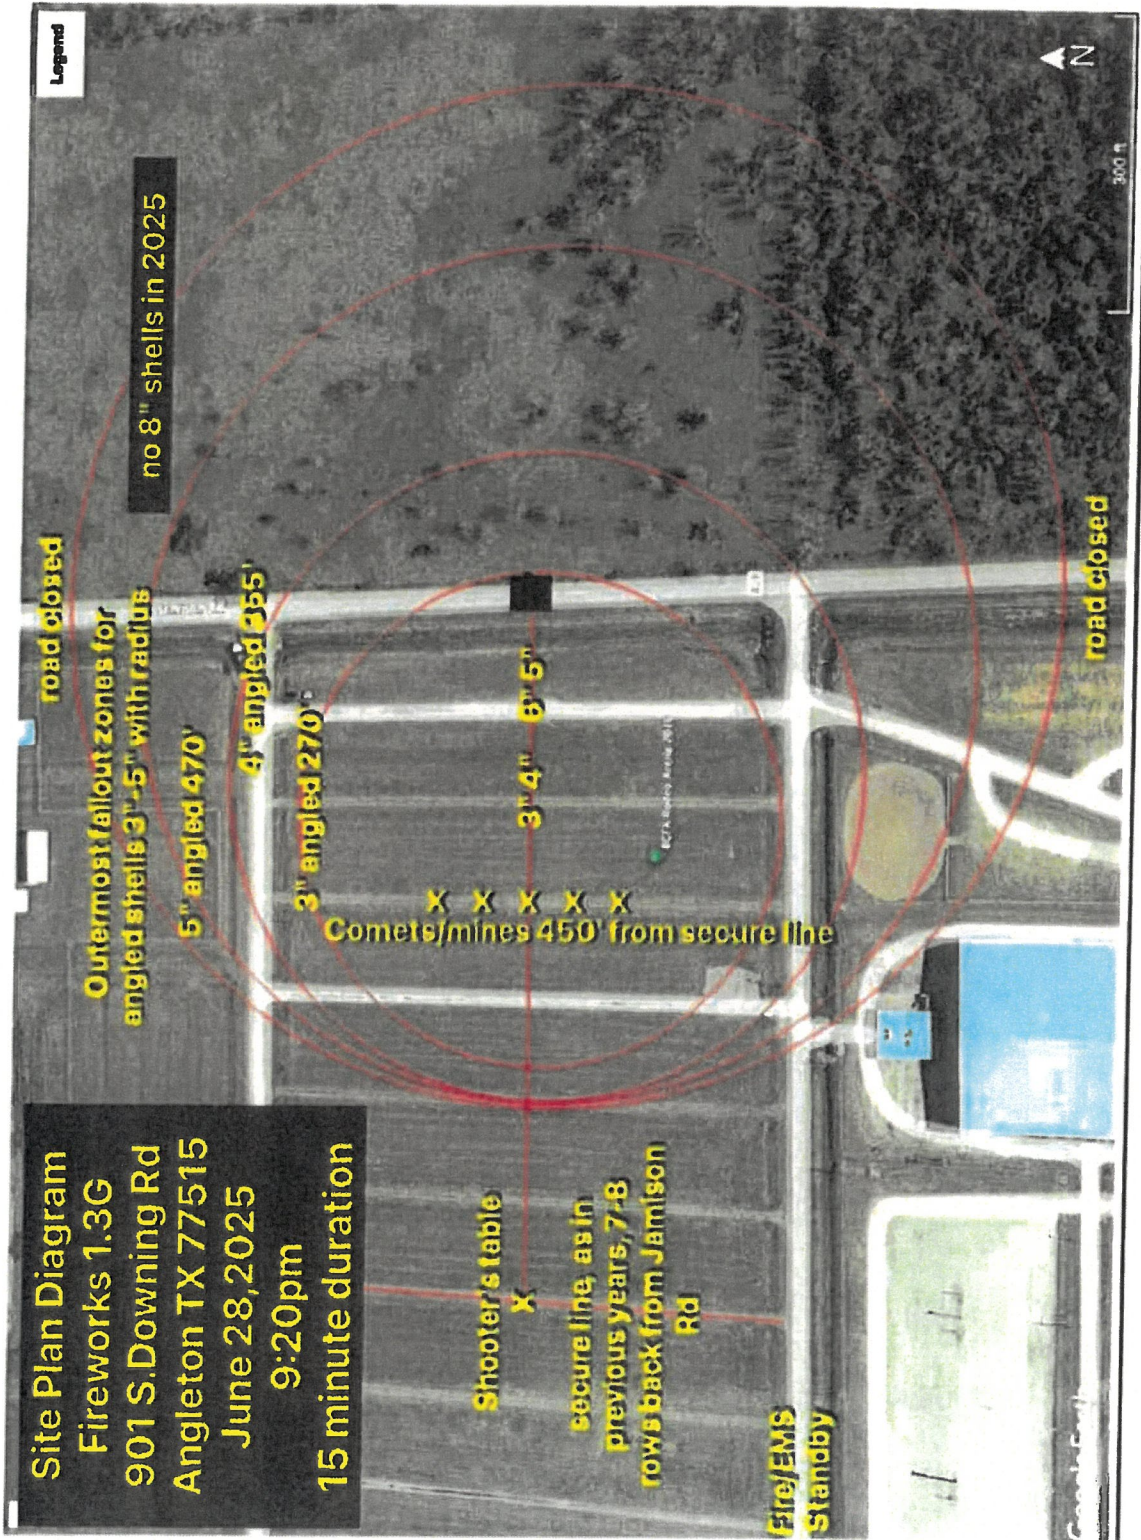 Site Plan Diagram
Fireworks 1.3G
901 S.Downing Rd
Angleton TX 77515
June 28,2025
9:20pm
15 minute duration
Legend
road closed
no 8" shells in 2025
Outermost fallout zones for
angled shells 3"-5" with radius
5" angled 470'
4" angled 355'
3" angled 270'
3" 4"
6" 5"
X
X
X
X
X
Comets/mines 450' from secure line
Shooter's table
X
secure line, as in
previous years, 7-8
rows back from Jamison
Rd
Fire/EMS
Standby
road closed
N
300 ft